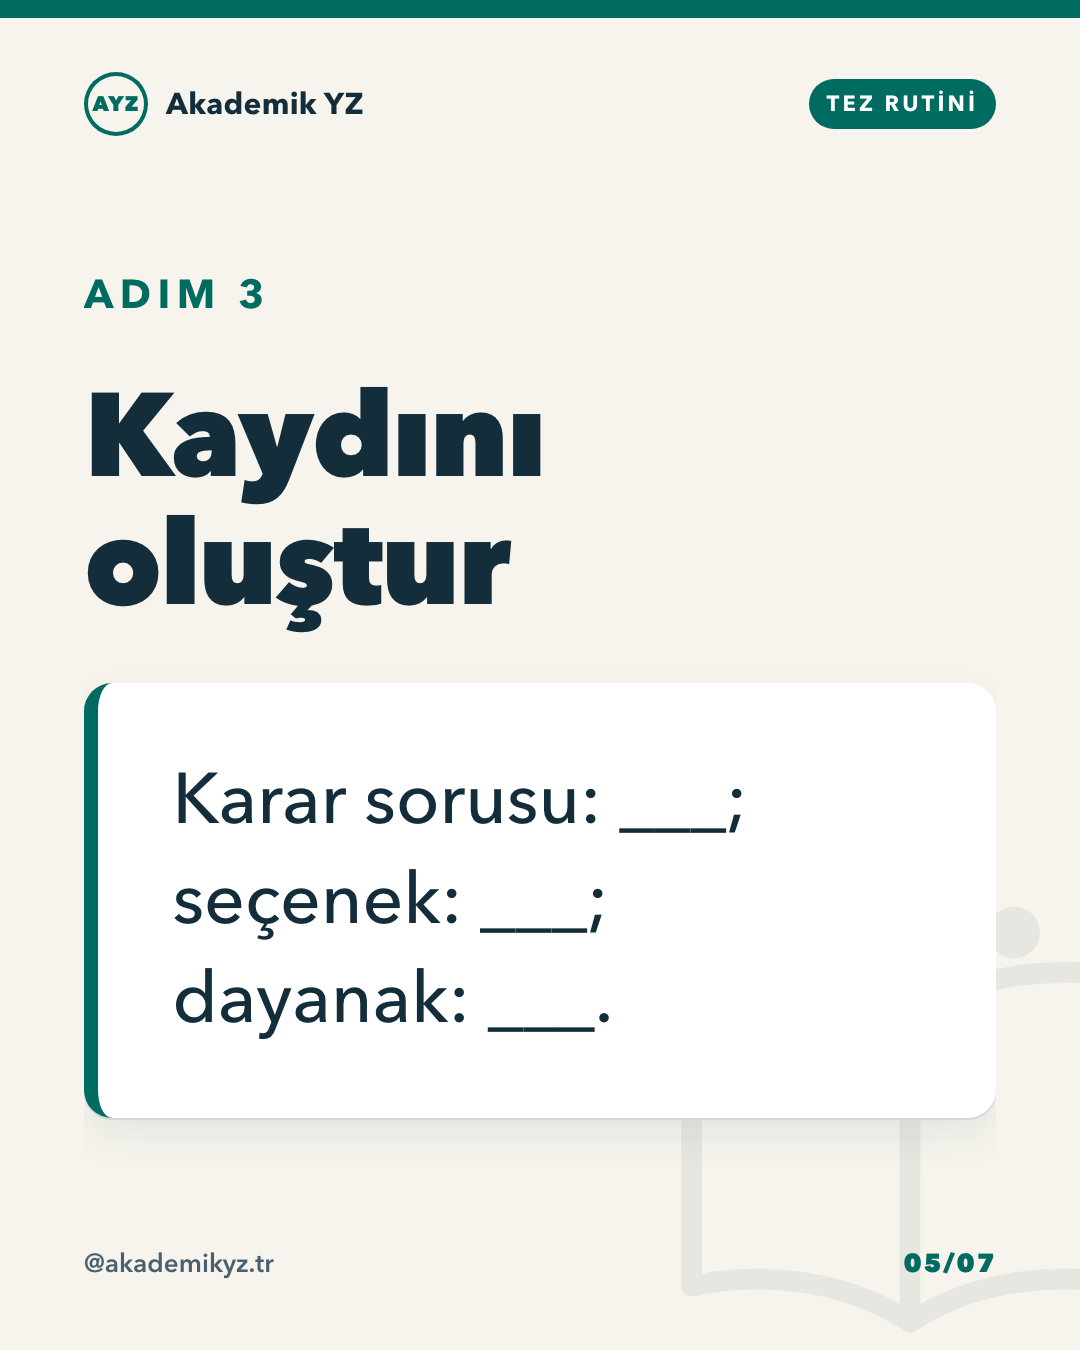 AYZ Akademik YZ
TEZ RUTİNİ
ADIM 3
Kaydını
oluştur
Karar sorusu: ___;
seçenek: ___;
dayanak: ___.
@akademikyz.tr
05/07